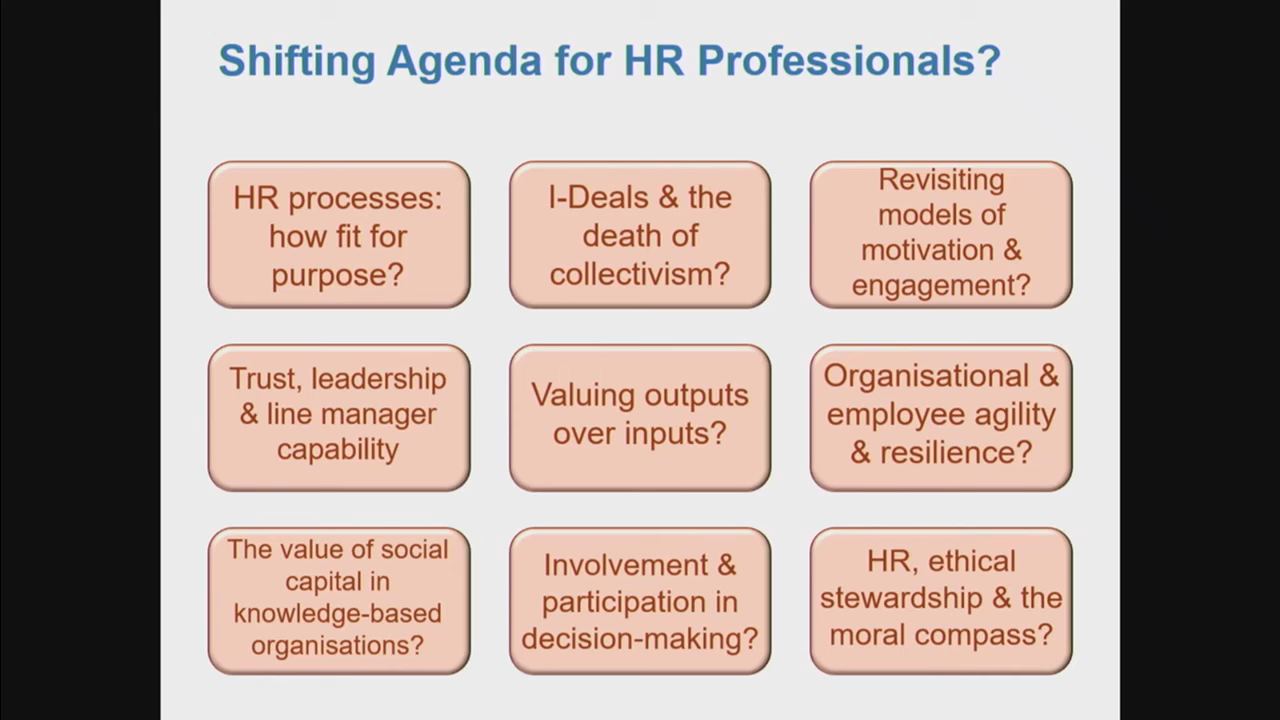 Shifting Agenda for HR Professionals?
HR processes:
how fit for
purpose?
I-Deals & the
death of
collectivism?
Revisiting
models of
motivation &
engagement?
Trust, leadership
& line manager
capability
Valuing outputs
over inputs?
Organisational &
employee agility
& resilience?
The value of social
capital in
knowledge-based
organisations?
Involvement &
participation in
decision-making?
HR, ethical
stewardship & the
moral compass?